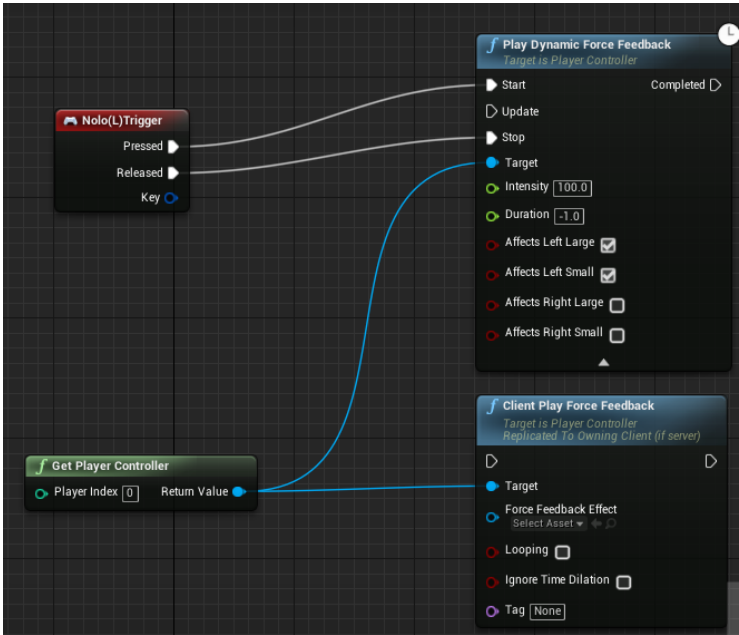 Play Dynamic Force Feedback
Target is Player Controller
Start Completed
Update
Stop
Target
Intensity 100.0
Duration -1.0
Affects Left Large
Affects Left Small
Affects Right Large
Affects Right Small
Nolo(L)Trigger
Pressed
Released
Key
Client Play Force Feedback
Target is Player Controller
Replicated To Owning Client (if server)
Target
Force Feedback Effect
Select Asset
Looping
Ignore Time Dilation
Tag None
Get Player Controller
Player Index 0 Return Value